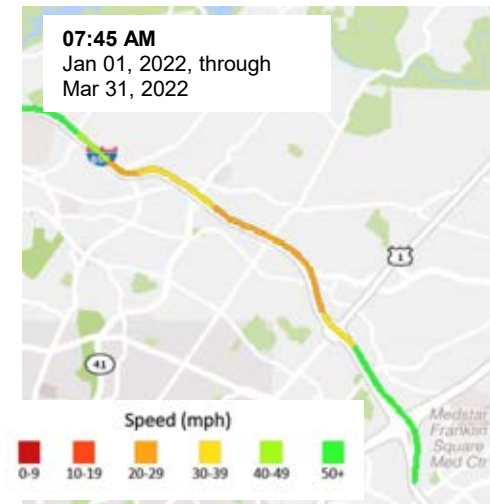 07:45 AM
Jan 01, 2022, through
Mar 31, 2022
1
41
Medstar
Franklin
Square
Med Ctr
Speed (mph)
0-9 10-19 20-29 30-39 40-49 50+